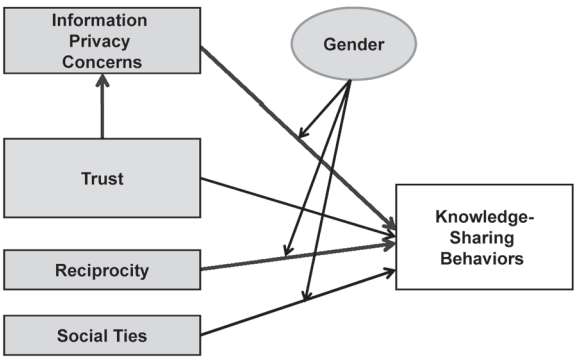 Information
Privacy
Concerns
Gender
Trust
Knowledge-
Sharing
Behaviors
Reciprocity
Social Ties